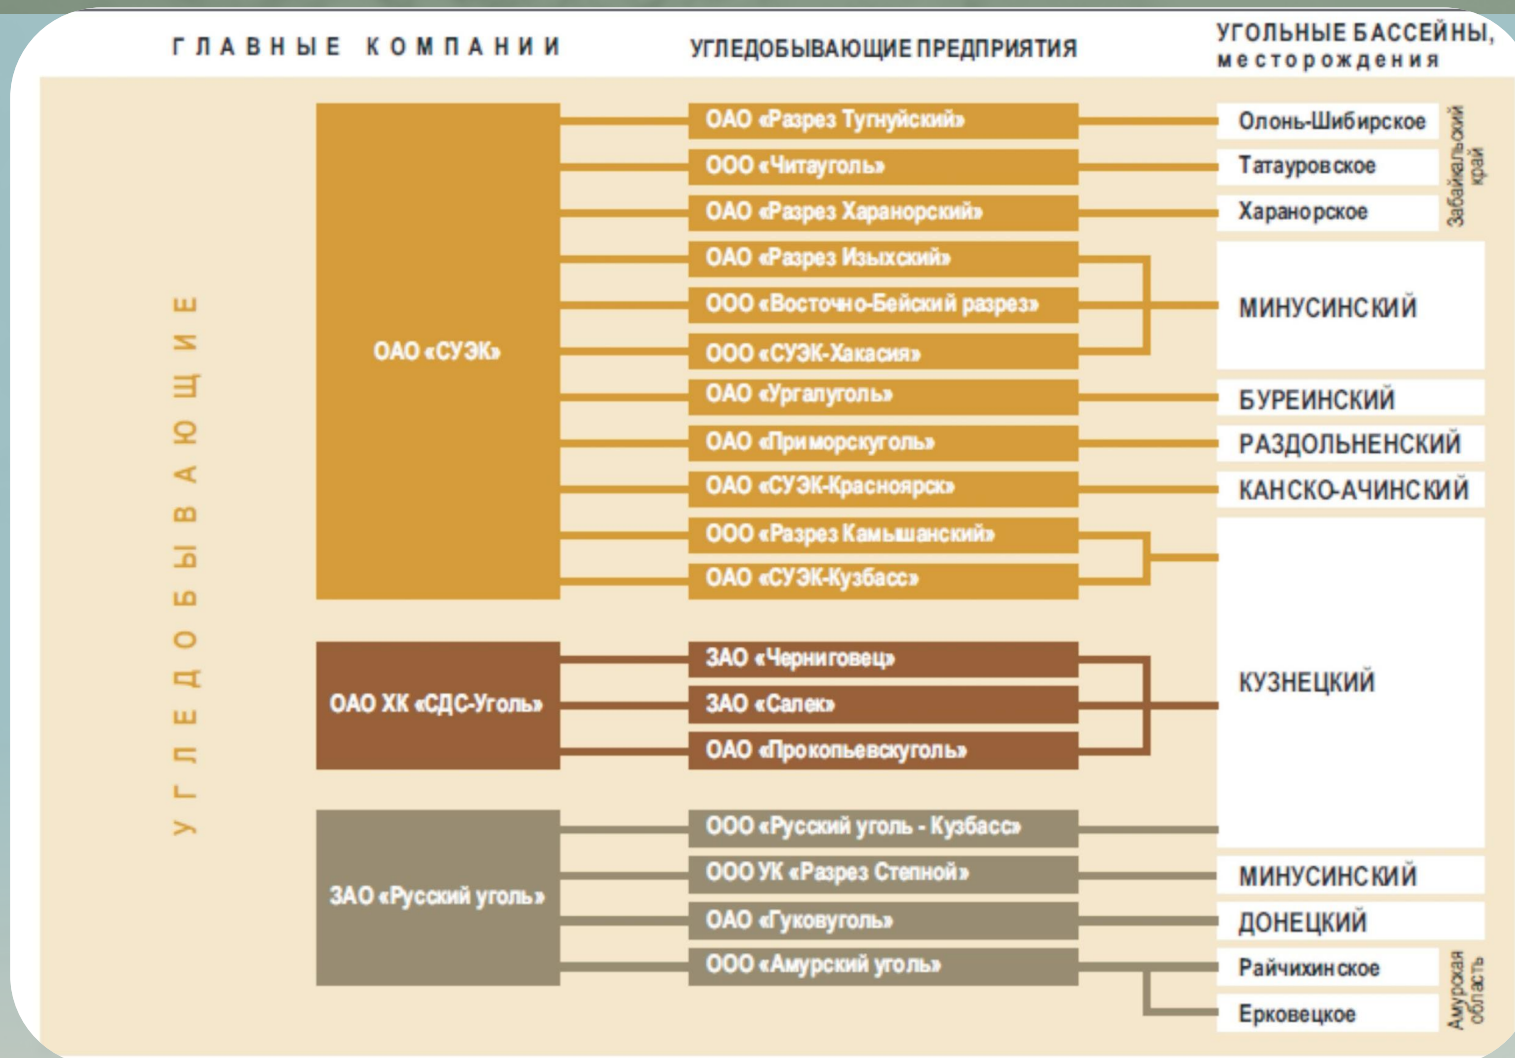 ГЛАВНЫЕ КОМПАНИИ
УГЛЕДОБЫВАЮЩИЕ ПРЕДПРИЯТИЯ
УГОЛЬНЫЕ БАССЕЙНЫ,
месторождения
УГЛЕДОБЫВАЮЩИЕ
ОАО «СУЭК»
ОАО «Разрез Тугнуйский»
ООО «Читауголь»
ОАО «Разрез Харанорский»
ОАО «Разрез Изыхский»
ООО «Восточно-Бейский разрез»
ООО «СУЭК-Хакасия»
ОАО «Ургалуголь»
ОАО «Приморскуголь»
ОАО «СУЭК-Красноярск»
ООО «Разрез Камышанский»
ОАО «СУЭК-Кузбасс»
Олонь-Шибирское
Татауровское
Харанорское
Забайкальский
край
МИНУСИНСКИЙ
БУРЕИНСКИЙ
РАЗДОЛЬНЕНСКИЙ
КАНСКО-АЧИНСКИЙ
КУЗНЕЦКИЙ
ОАО ХК «СДС-Уголь»
ЗАО «Черниговец»
ЗАО «Салек»
ОАО «Прокопьевскуголь»
ЗАО «Русский уголь»
ООО «Русский уголь - Кузбасс»
ООО УК «Разрез Степной»
ОАО «Гуковуголь»
ООО «Амурский уголь»
МИНУСИНСКИЙ
ДОНЕЦКИЙ
Райчихинское
Ерковецкое
Амурская
область